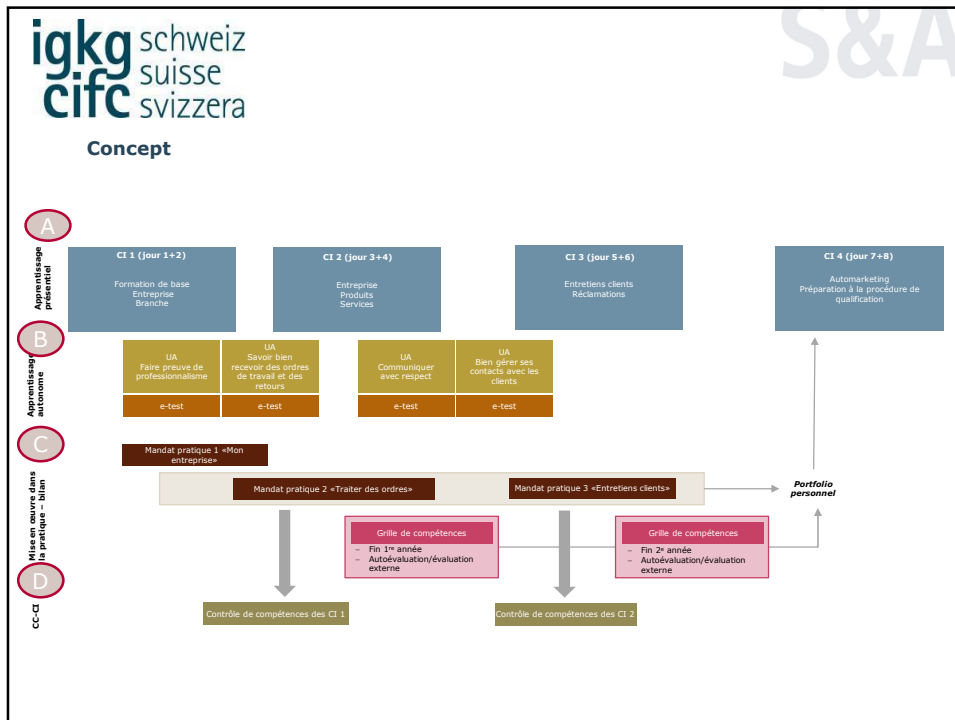 igkg schweiz
cifc suisse
svizzera
S&A
Concept
A
Apprentissage
présentiel
CI 1 (jour 1+2)
Formation de base
Entreprise
Branche
CI 2 (jour 3+4)
Entreprise
Produits
Services
CI 3 (jour 5+6)
Entretiens clients
Réclamations
CI 4 (jour 7+8)
Automarketing
Préparation à la procédure de
qualification
B
Apprentissage
autonome
UA
Faire preuve de
professionnalisme
e-test
UA
Savoir bien
recevoir des ordres
de travail et des
retours
e-test
UA
Communiquer
avec respect
e-test
UA
Bien gérer ses
contacts avec les
clients
e-test
C
Mise en œuvre dans
la pratique – bilan
Mandat pratique 1 «Mon
entreprise»
Mandat pratique 2 «Traiter des ordres»
Mandat pratique 3 «Entretiens clients»
Portfolio
personnel
Grille de compétences
– Fin 1re année
– Autoévaluation/évaluation
externe
Grille de compétences
– Fin 2e année
– Autoévaluation/évaluation
externe
D
CC-CI
Contrôle de compétences des CI 1
Contrôle de compétences des CI 2